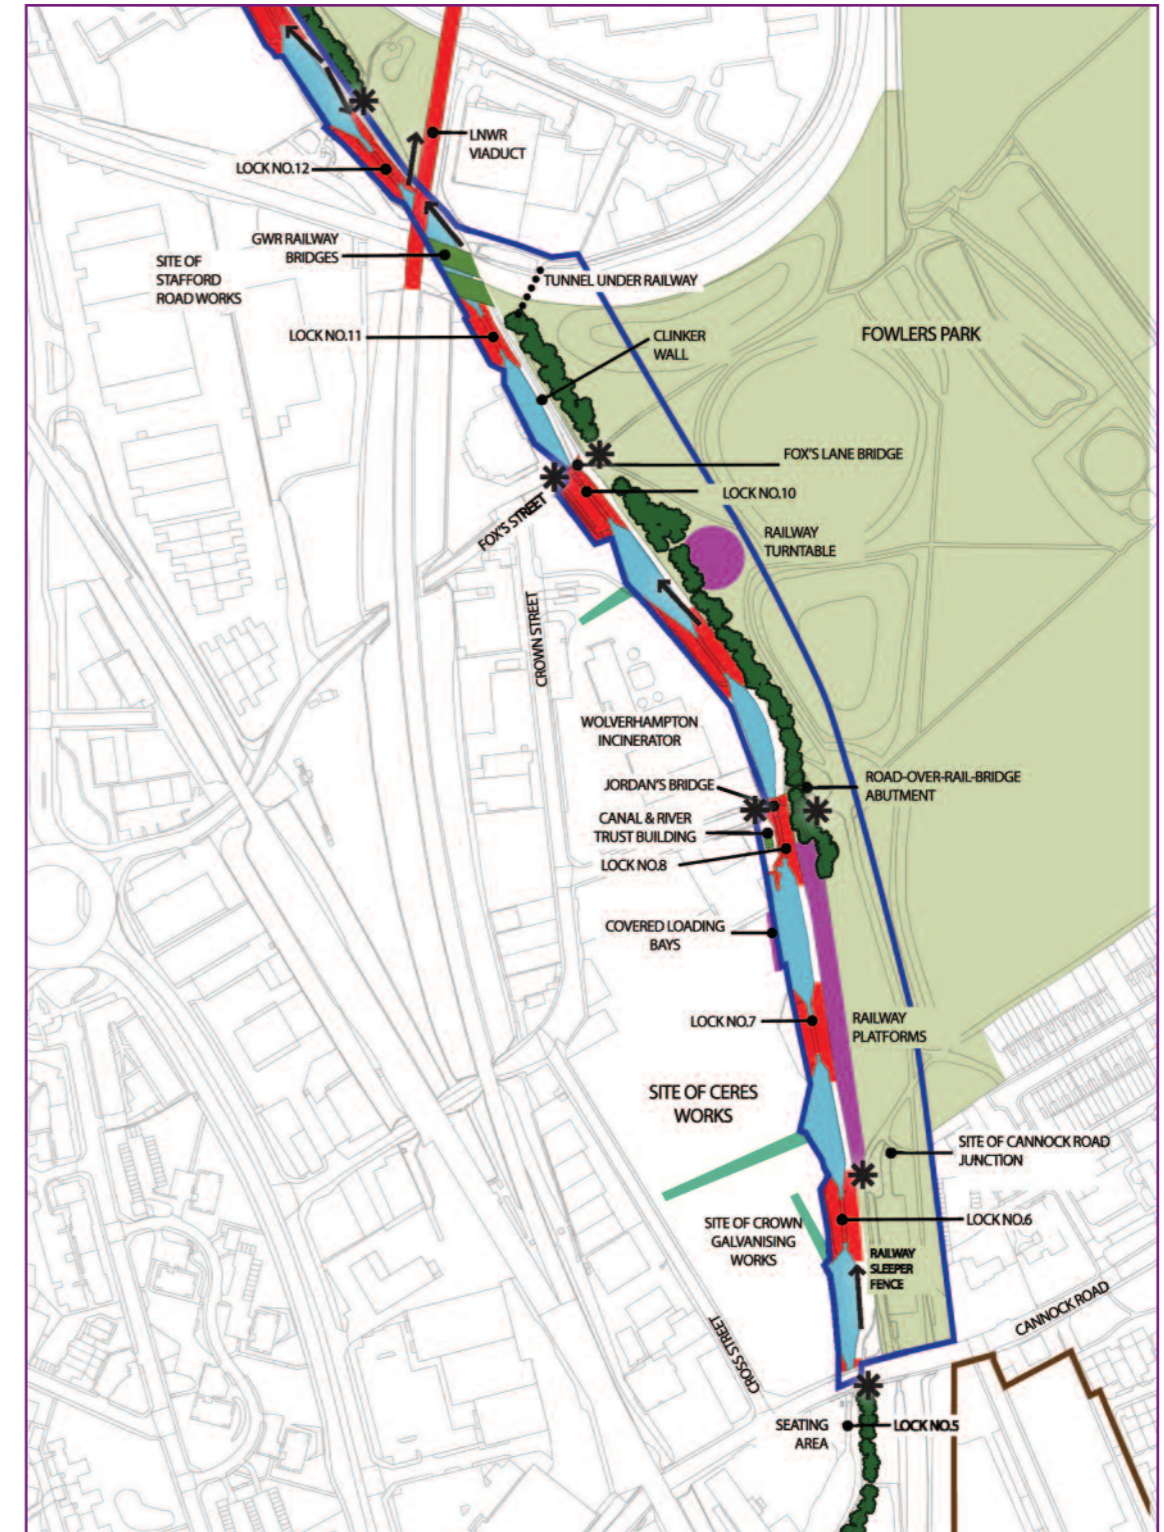 LNWR
VIADUCT
LOCK NO.12
GWR RAILWAY
BRIDGES
SITE OF
STAFFORD
ROAD WORKS
TUNNEL UNDER RAILWAY
LOCK NO.11
CLINKER
WALL
FOWLERS PARK
FOX'S LANE BRIDGE
LOCK NO.10
FOX'S STREET
RAILWAY
TURNTABLE
CROWN STREET
WOLVERHAMPTON
INCINERATOR
JORDAN'S BRIDGE
ROAD-OVER-RAIL-BRIDGE
ABUTMENT
CANAL & RIVER
TRUST BUILDING
LOCK NO.8
COVERED LOADING
BAYS
LOCK NO.7
RAILWAY
PLATFORMS
SITE OF CERES
WORKS
SITE OF CANNOCK ROAD
JUNCTION
LOCK NO.6
SITE OF CROWN
GALVANISING
WORKS
RAILWAY
SLEEPER
FENCE
CANNOCK ROAD
CROSS STREET
SEATING
AREA
LOCK NO.5